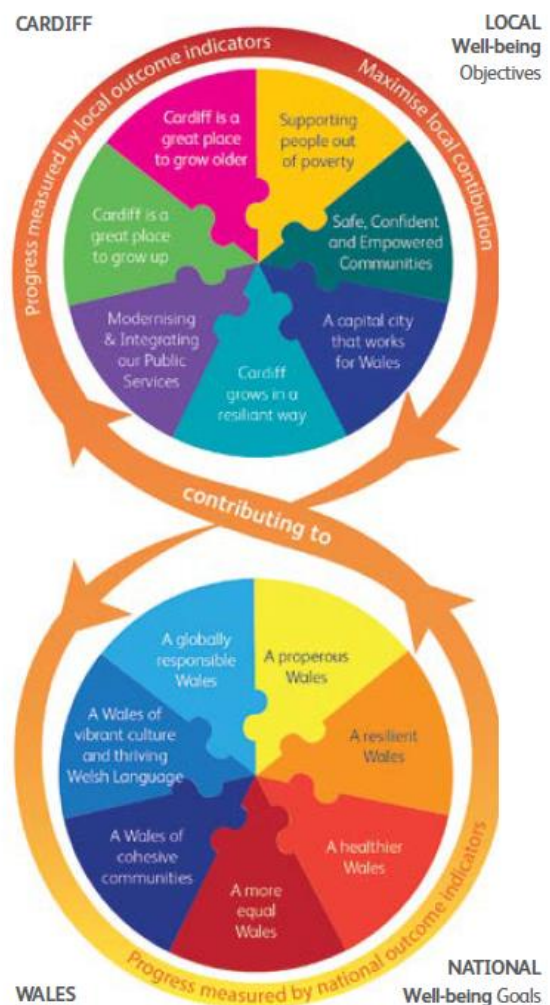 CARDIFF
LOCAL
Well-being
Objectives
Progress measured by local outcome indicators
Maximise local contibution
Cardiff is a
great place
to grow older
Supporting
people out
of poverty
Safe, Confident
and Empowered
Communities
A capital city
that works
for Wales
Cardiff
grows in a
resiliant way
Modernising
& Integrating
our Public
Services
Cardiff is a
great place
to grow up
contributing to
A globally
responsible
Wales
A properous
Wales
A resilient
Wales
A healthier
Wales
A more
equal
Wales
A Wales of
cohesive
communities
A Wales of
vibrant culture
and thriving
Welsh Language
Progress measured by national outcome indicators
WALES
NATIONAL
Well-being Goals